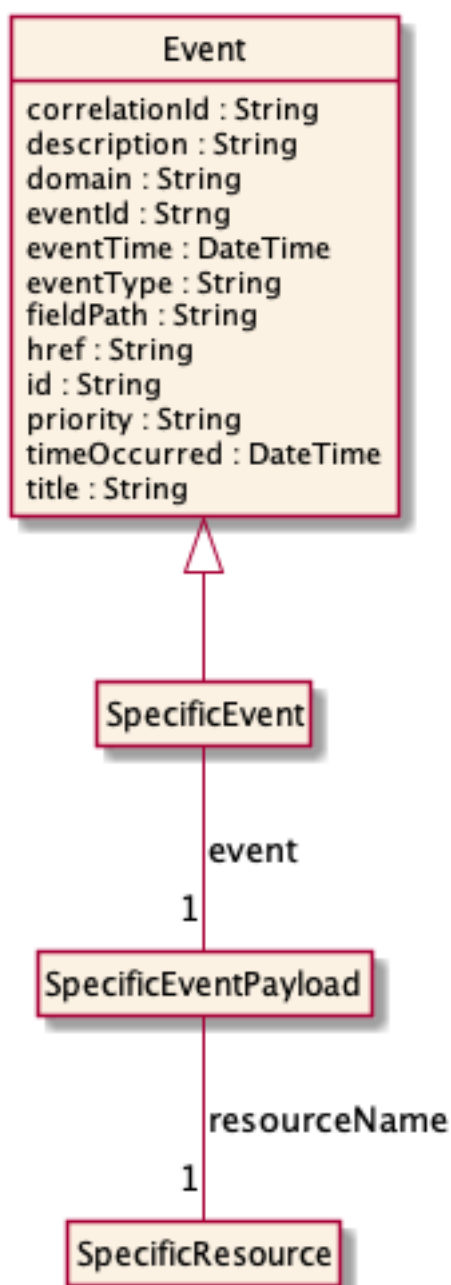 Event
correlationId : String
description : String
domain : String
eventId : Strng
eventTime : DateTime
eventType : String
fieldPath : String
href : String
id : String
priority : String
timeOccurred : DateTime
title : String
SpecificEvent
event
1
SpecificEventPayload
resourceName
1
SpecificResource